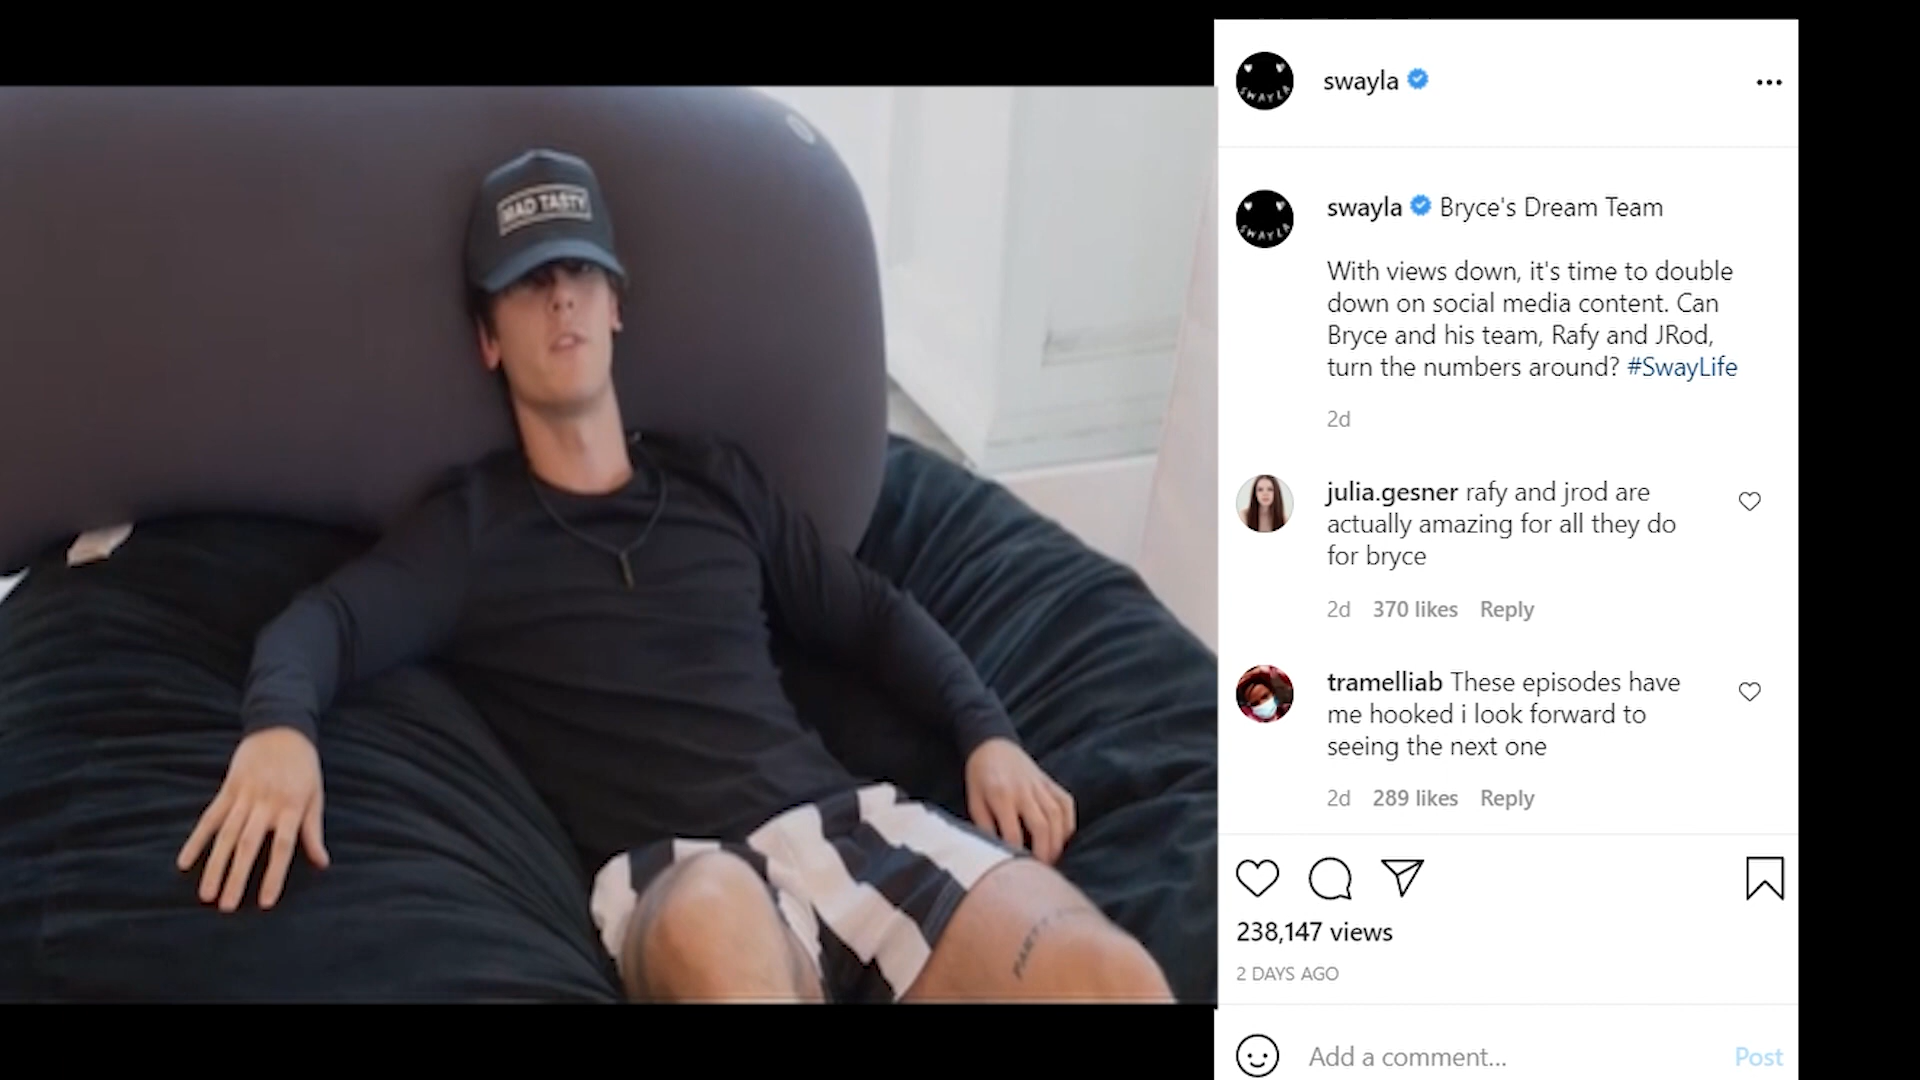 MAD TASTY
PARTY
SWAYLA
swayla
SWAYLA
swayla Bryce's Dream Team
With views down, it's time to double
down on social media content. Can
Bryce and his team, Rafy and JRod,
turn the numbers around? #SwayLife
2d
julia.gesner rafy and jrod are
actually amazing for all they do
for bryce
2d 370 likes Reply
tramelliab These episodes have
me hooked i look forward to
seeing the next one
2d 289 likes Reply
238,147 views
2 DAYS AGO
Add a comment...
Post